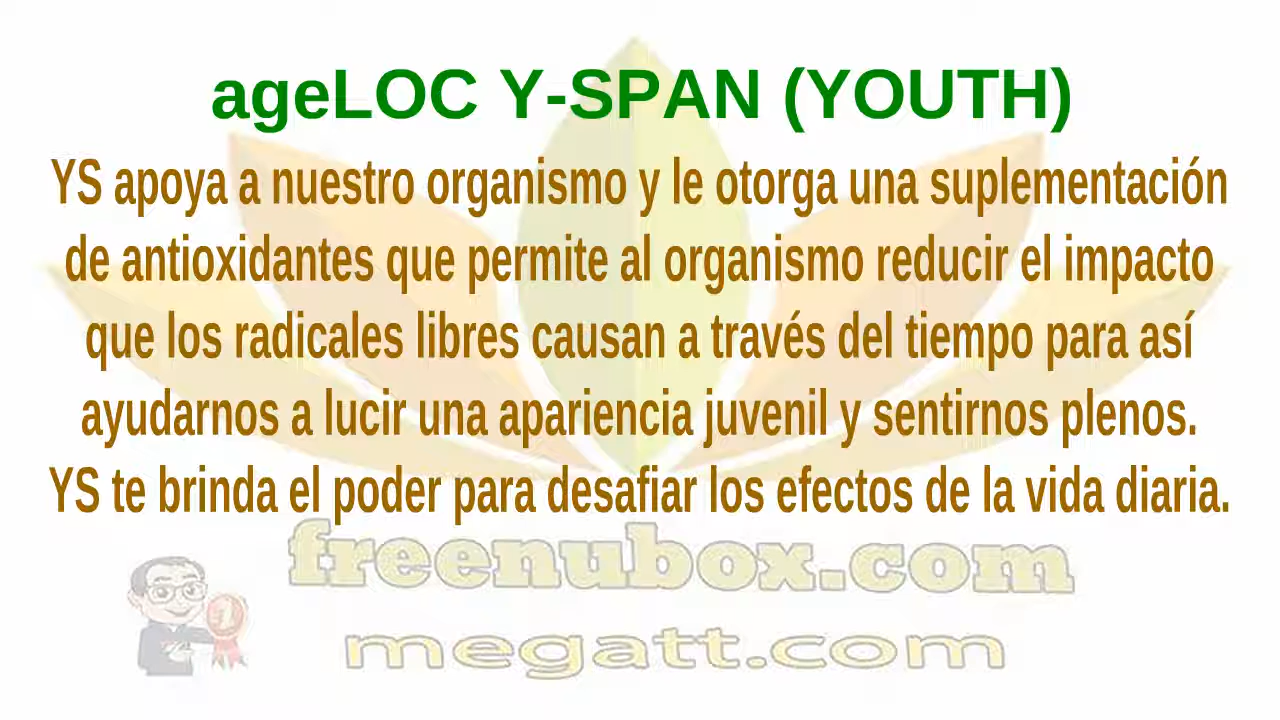 ageLOC Y-SPAN (YOUTH)
YS apoya a nuestro organismo y le otorga una suplementación
de antioxidantes que permite al organismo reducir el impacto
que los radicales libres causan a través del tiempo para así
ayudarnos a lucir una apariencia juvenil y sentirnos plenos.
YS te brinda el poder para desafiar los efectos de la vida diaria.
freenubox.com
1
megatt.com